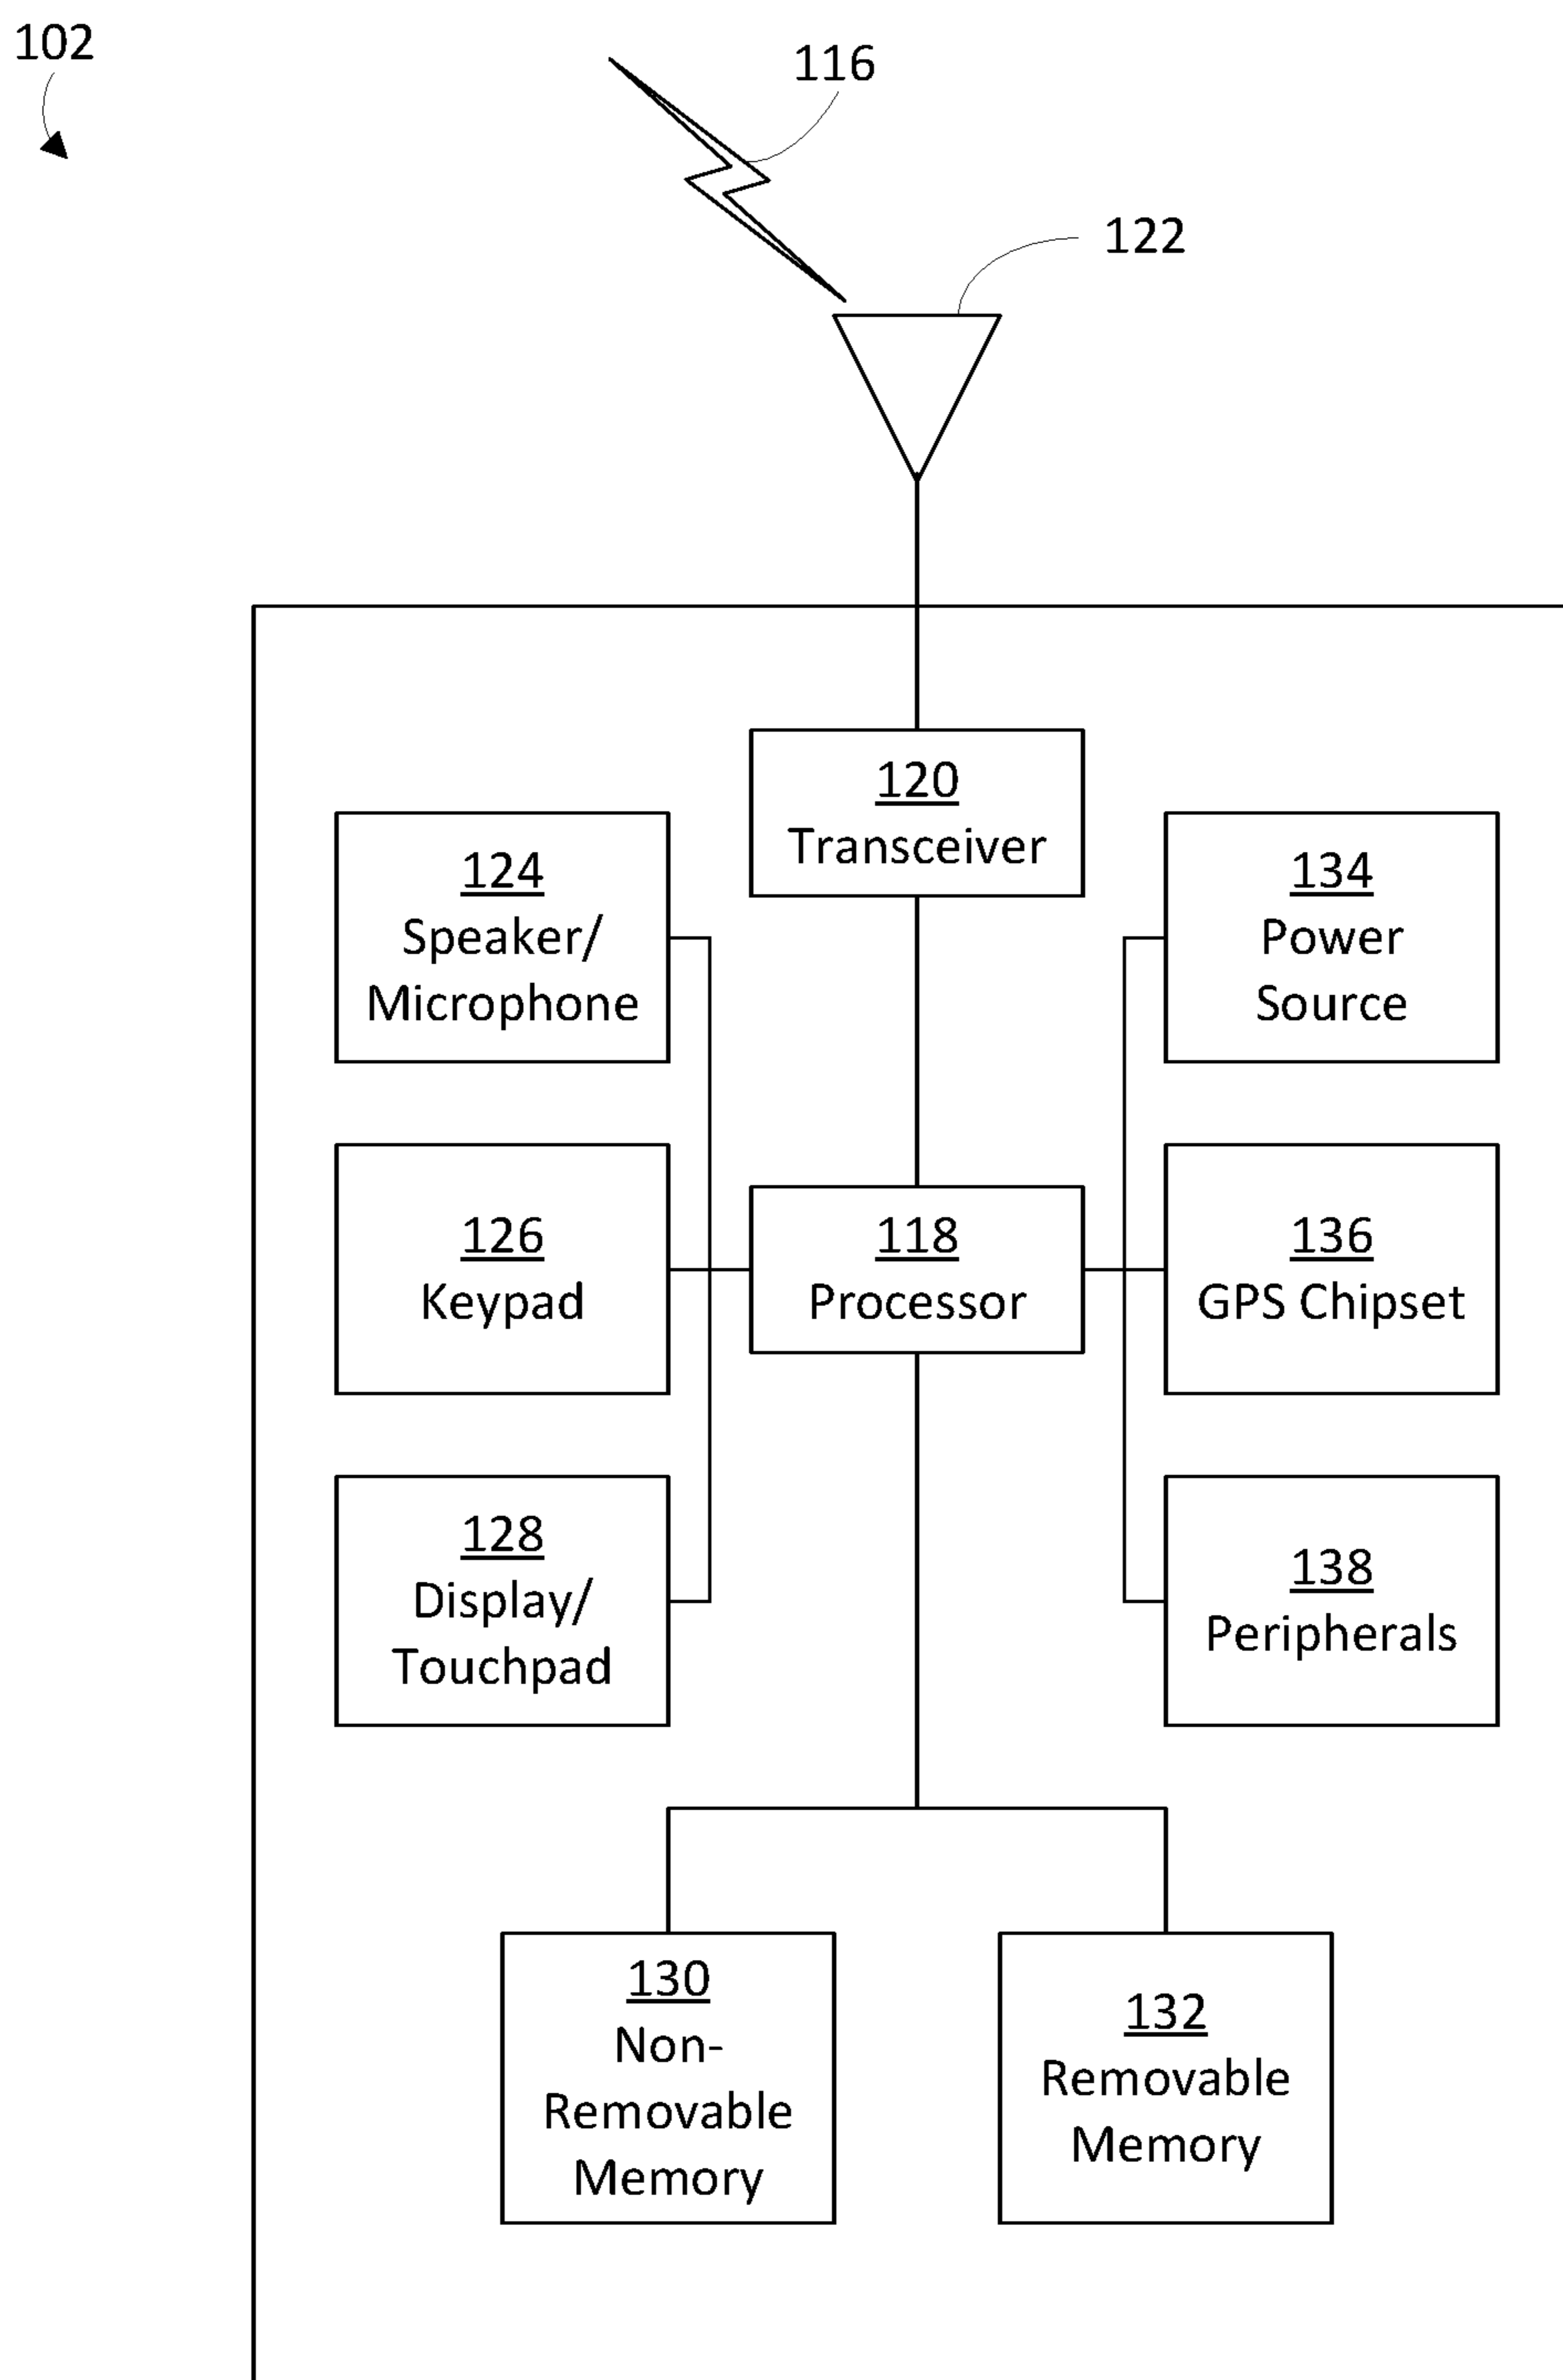 102
116
122
120
Transceiver
124
Speaker/
Microphone
134
Power
Source
126
Keypad
118
Processor
136
GPS Chipset
128
Display/
Touchpad
138
Peripherals
130
Non-
Removable
Memory
132
Removable
Memory